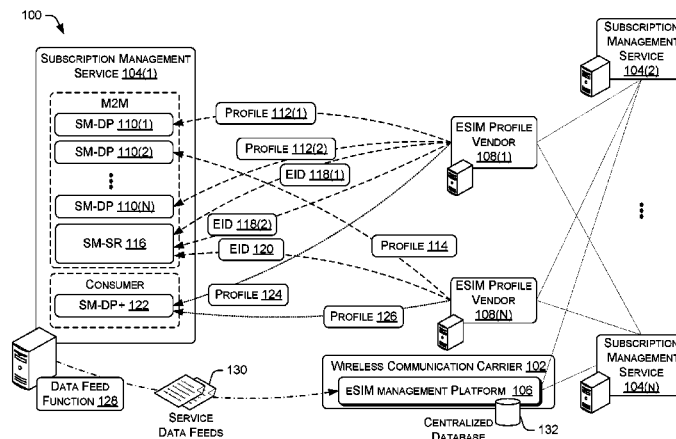 100
SUBSCRIPTION MANAGEMENT
SERVICE 104(1)
M2M
SM-DP 110(1)
SM-DP 110(2)
SM-DP 110(N)
SM-SR 116
CONSUMER
SM-DP+ 122
DATA FEED
FUNCTION 128
130
SERVICE
DATA FEEDS
PROFILE 112(1)
PROFILE 112(2)
EID 118(1)
EID 118(2)
EID 120
PROFILE 114
PROFILE 124
PROFILE 126
ESIM PROFILE
VENDOR
108(1)
ESIM PROFILE
VENDOR
108(N)
WIRELESS COMMUNICATION CARRIER 102
ESIM MANAGEMENT PLATFORM 106
CENTRALIZED
DATABASE
132
SUBSCRIPTION
MANAGEMENT
SERVICE
104(2)
SUBSCRIPTION
MANAGEMENT
SERVICE
104(N)